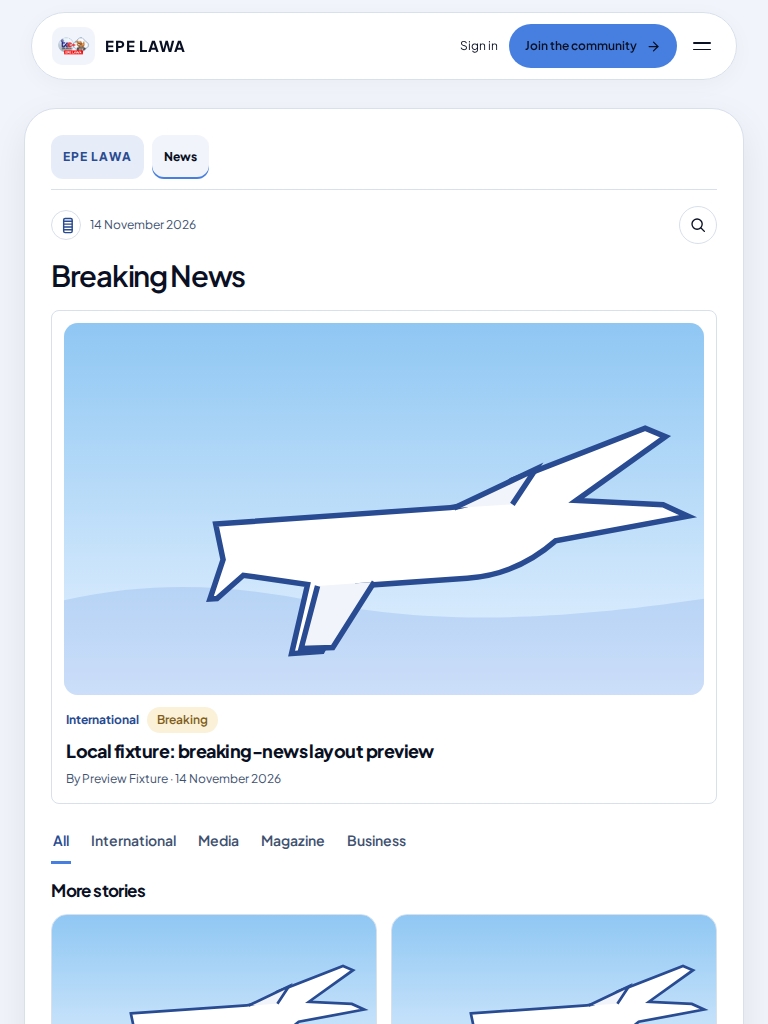 EPE LAWA
Sign in
Join the community
EPE LAWA
News
14 November 2026
Breaking News
International
Breaking
Local fixture: breaking-news layout preview
By Preview Fixture · 14 November 2026
All
International
Media
Magazine
Business
More stories